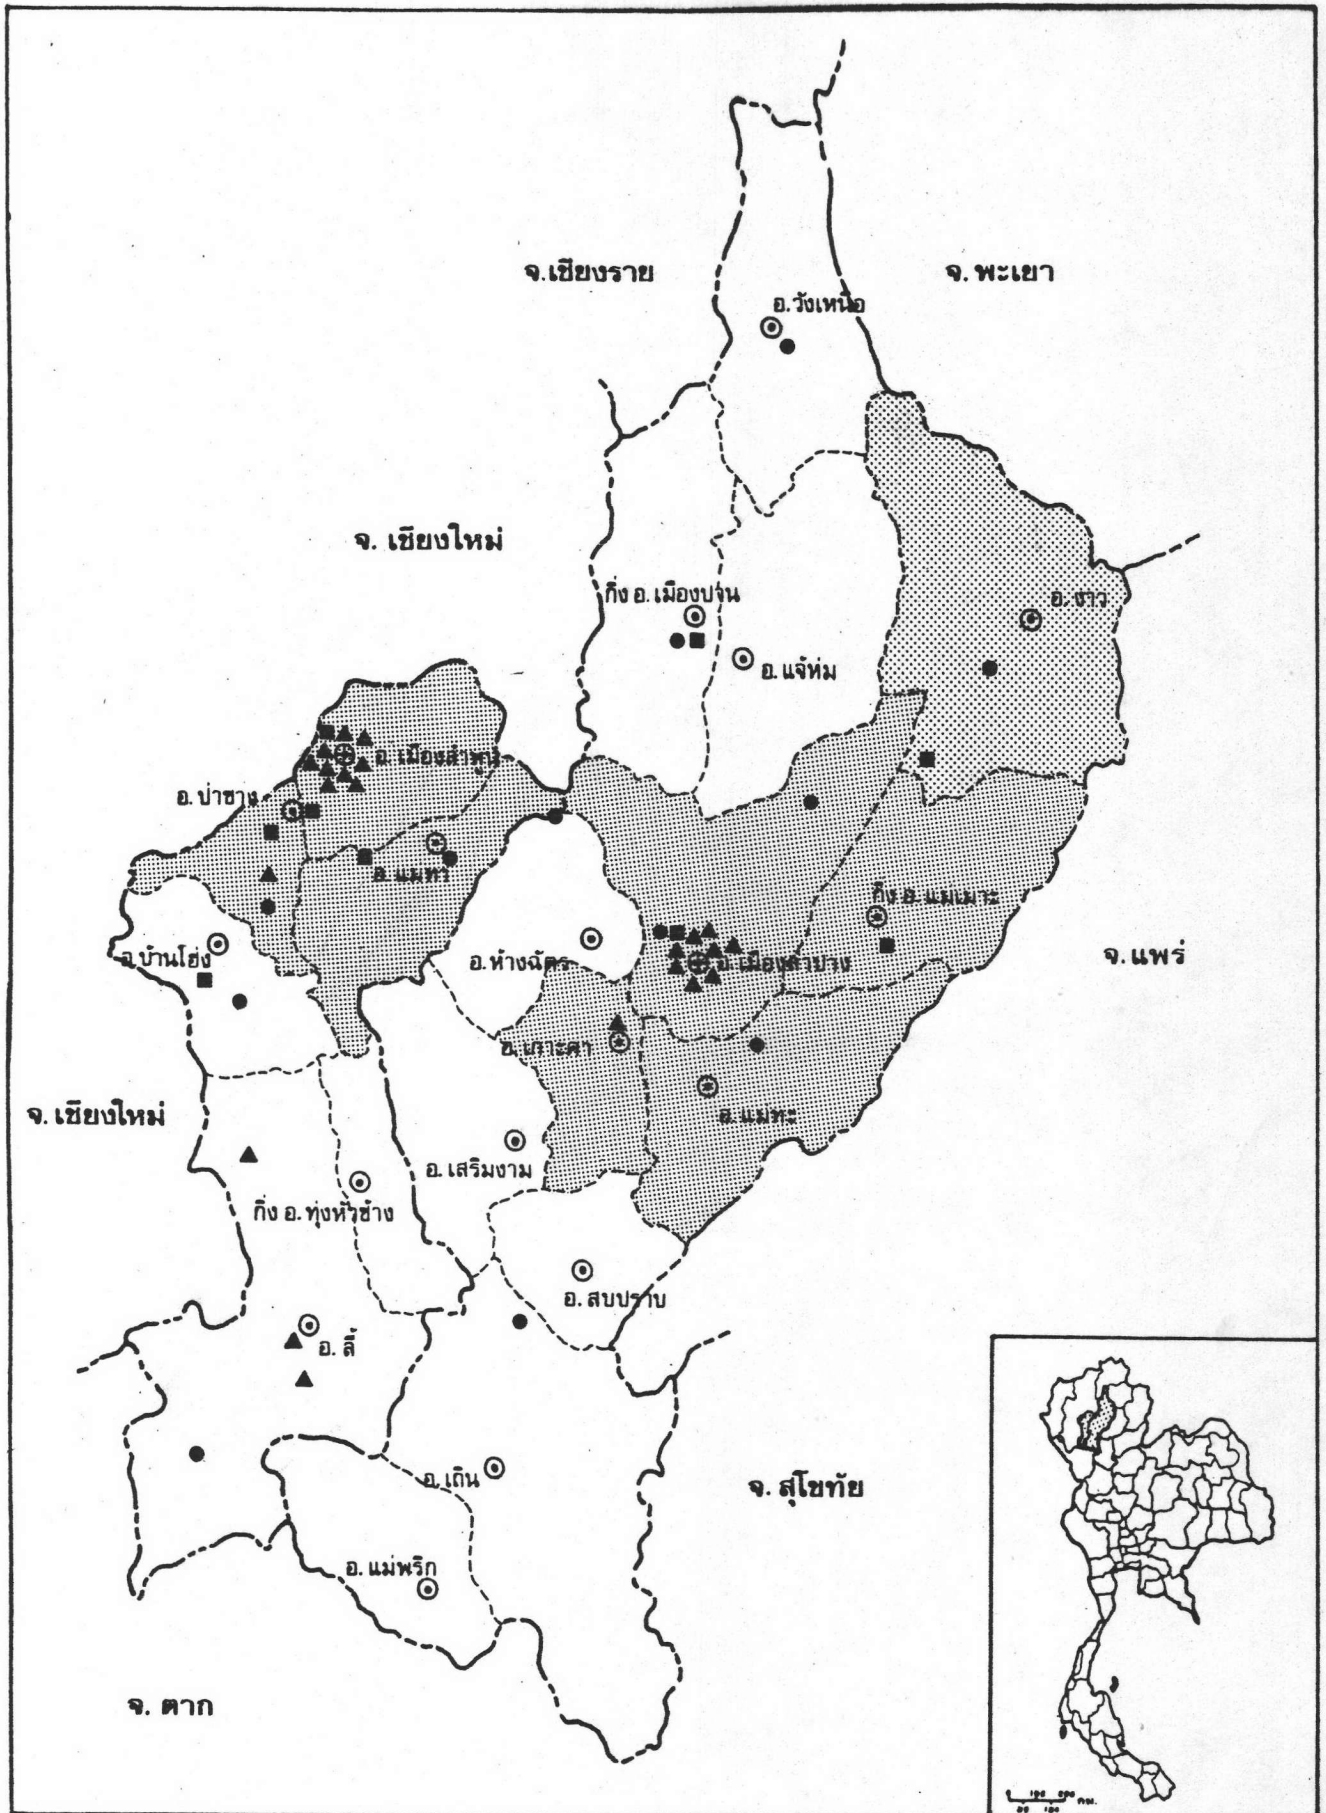 จ.เชียงราย
จ. พะเยา
อ.วังเหนือ
จ. เชียงใหม่
กิ่ง อ. เมืองปาน
อ. งาว
อ. แจ้ห่ม
อ. เมืองลำพูน
อ. ป่าซาง
อ. แม่ทา
กิ่ง อ. แม่เมาะ
อ.บ้านโฮ่ง
อ. ห้างฉัตร
อ. เมืองลำปาง
จ. แพร่
อ. เกาะคา
จ. เชียงใหม่
อ. แม่ทะ
อ. เสริมงาม
กิ่ง อ. ทุ่งหัวช้าง
อ. สบปราบ
อ. ลี้
อ. เถิน
จ. สุโขทัย
อ. แม่พริก
จ. ตาก
กม.